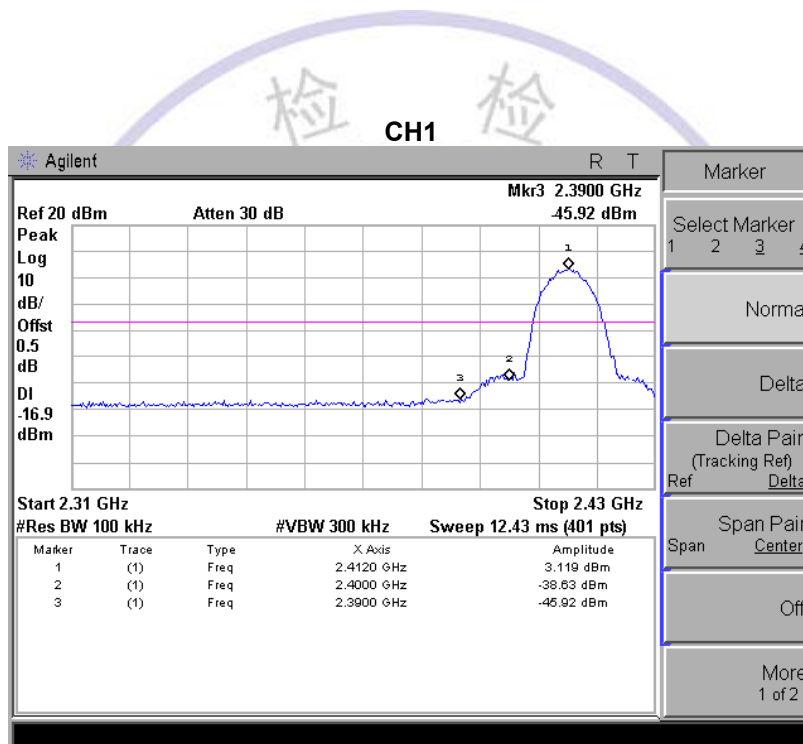 检 检
CH1
Agilent R T
Marker
Mkr3 2.3900 GHz
Ref 20 dBm Atten 30 dB -45.92 dBm
Select Marker
1 2 3
Peak
Log
10
dB/
Offst
0.5
dB
DI
-16.9
dBm
1
2
3
Norma
Delta
Delta Pair
(Tracking Ref)
Ref Delta
Start 2.31 GHz Stop 2.43 GHz
#Res BW 100 kHz #VBW 300 kHz Sweep 12.43 ms (401 pts)
Span Pair
Span Center
Marker Trace Type X Axis Amplitude
1 (1) Freq 2.4120 GHz 3.119 dBm
2 (1) Freq 2.4000 GHz -38.63 dBm
3 (1) Freq 2.3900 GHz -45.92 dBm
Off
More
1 of 2